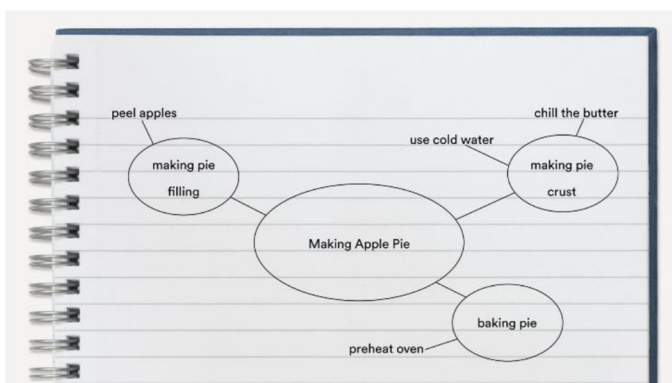 peel apples
chill the butter
use cold water
making pie
filling
making pie
crust
Making Apple Pie
baking pie
preheat oven